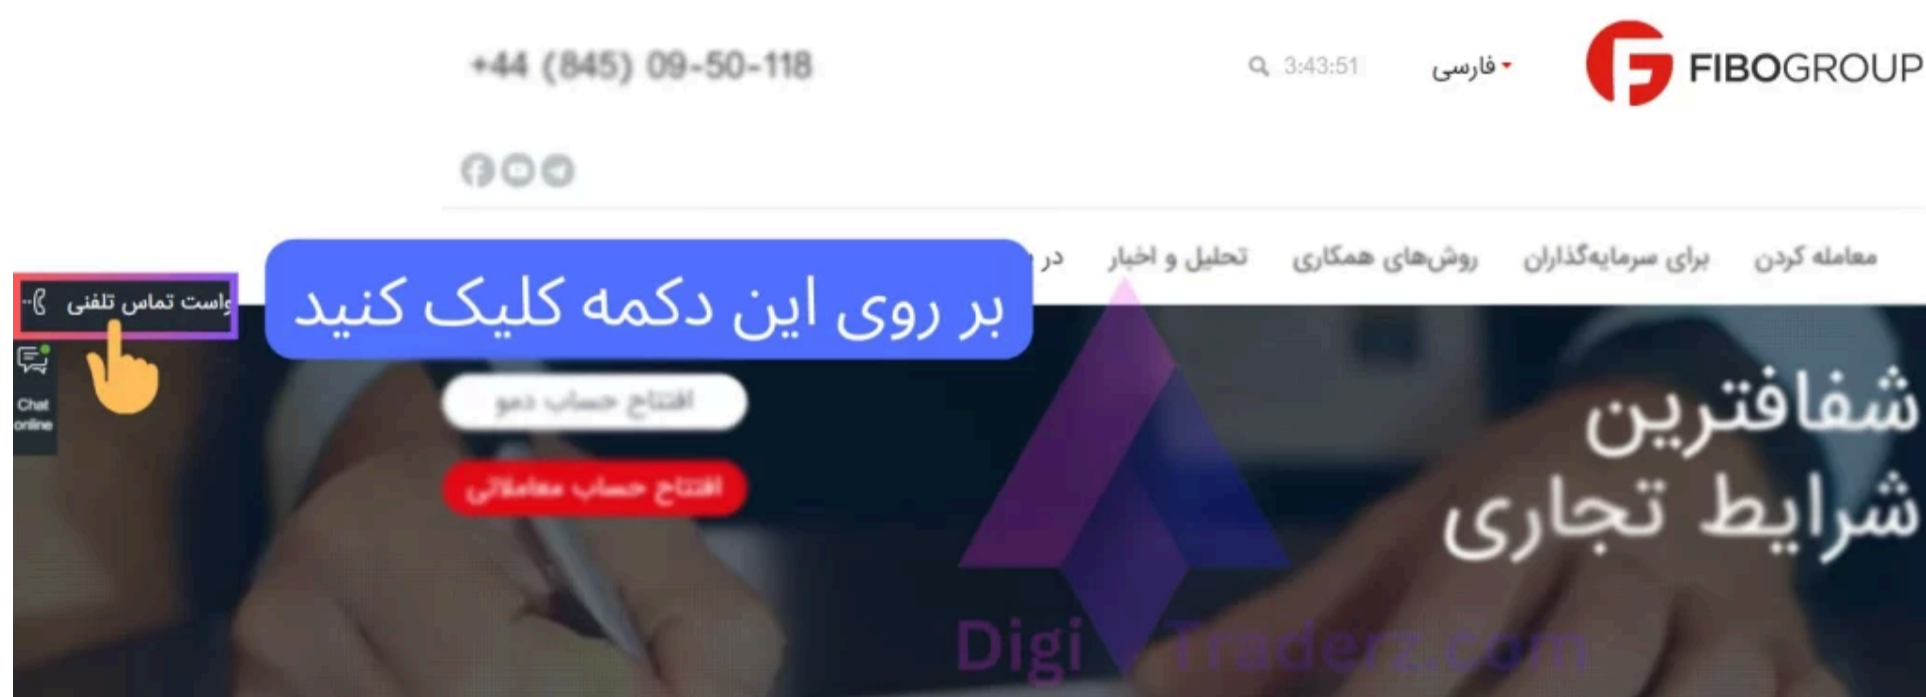 +44 (845) 09-50-118
3:43:51
فارسی
FIBOGROUP
معامله کردن
برای سرمایه‌گذاران
روش‌های همکاری
تحلیل و اخبار
در
واست تماس تلفنی
بر روی این دکمه کلیک کنید
Chat
online
افتتاح حساب دمو
افتتاح حساب معاملاتی
شفافترین
شرایط تجاری
Digi Traderz.com